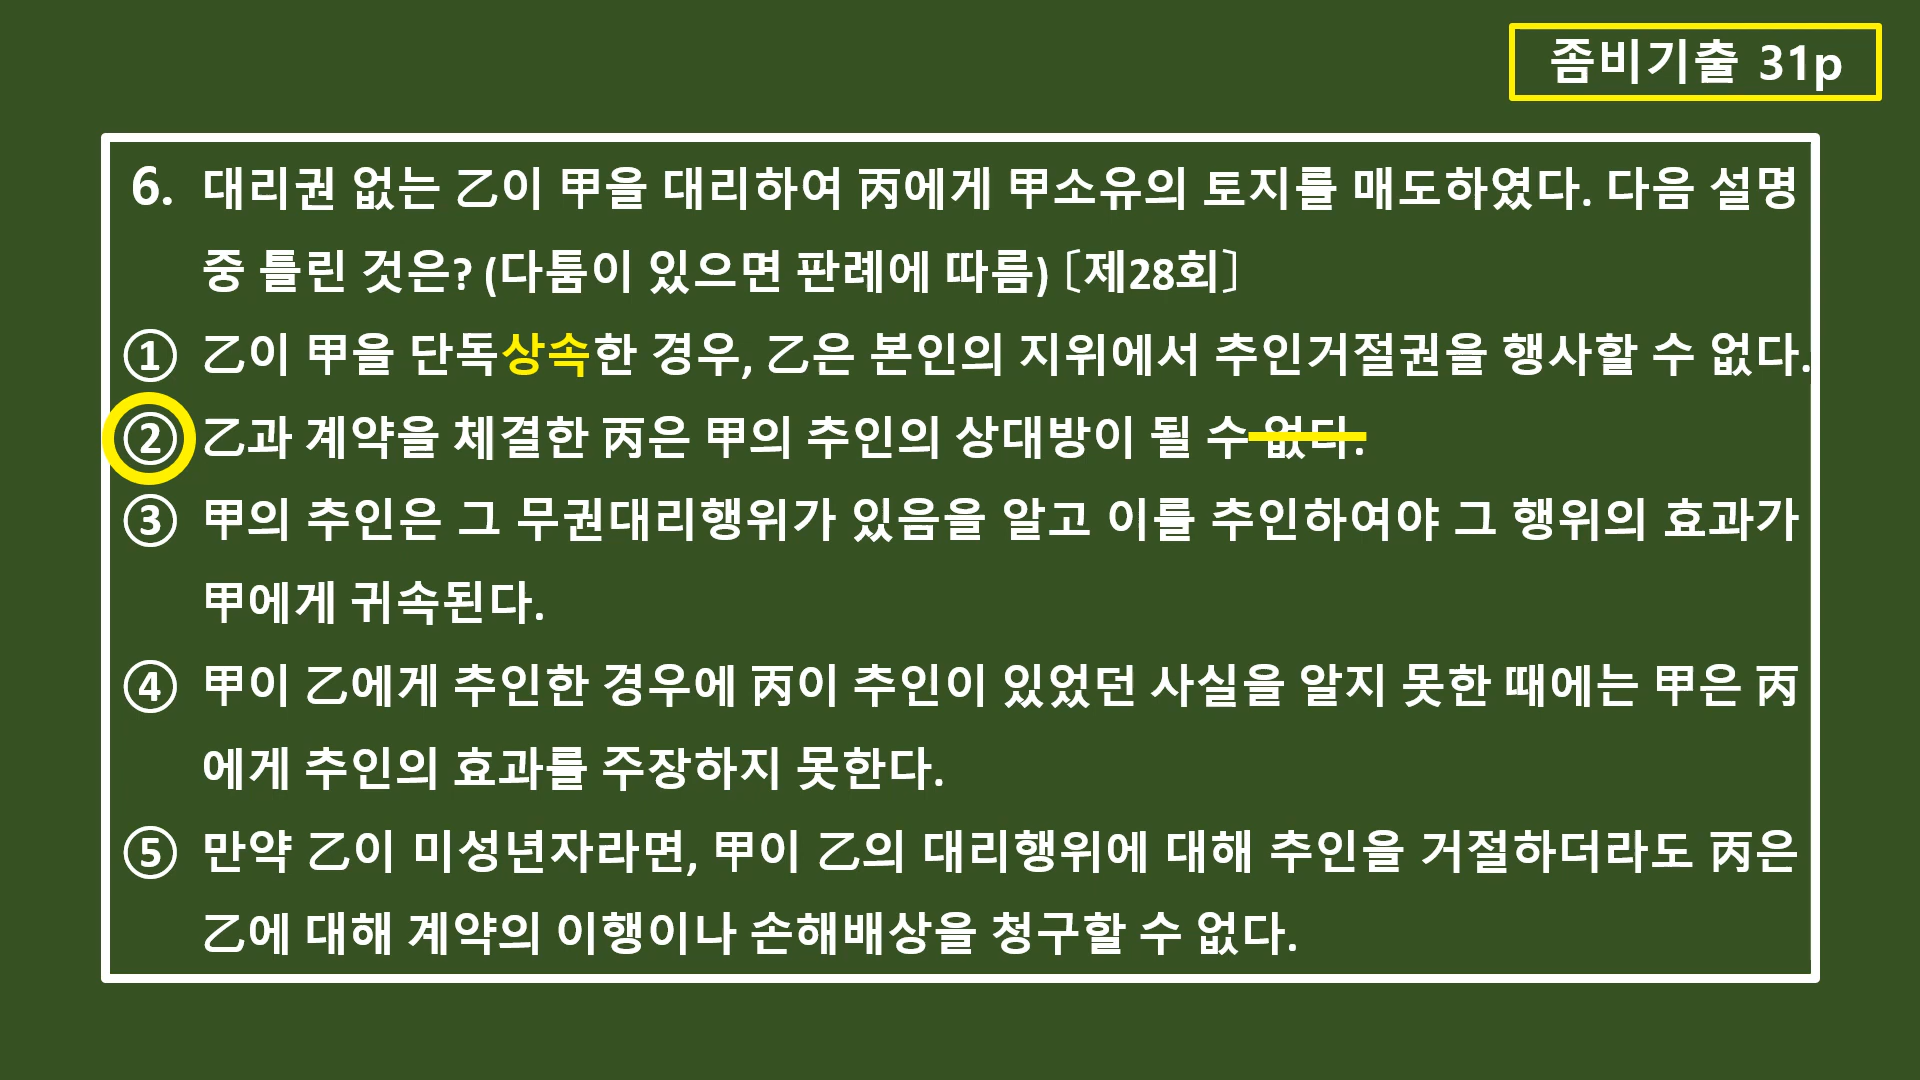 좀비기출 31p
6. 대리권 없는 乙이 甲을 대리하여 丙에게 甲소유의 토지를 매도하였다. 다음 설명
중 틀린 것은? (다툼이 있으면 판례에 따름) 〔제28회〕
① 乙이 甲을 단독상속한 경우, 乙은 본인의 지위에서 추인거절권을 행사할 수 없다.
② 乙과 계약을 체결한 丙은 甲의 추인의 상대방이 될 수 없다.
③ 甲의 추인은 그 무권대리행위가 있음을 알고 이를 추인하여야 그 행위의 효과가
甲에게 귀속된다.
④ 甲이 乙에게 추인한 경우에 丙이 추인이 있었던 사실을 알지 못한 때에는 甲은 丙
에게 추인의 효과를 주장하지 못한다.
⑤ 만약 乙이 미성년자라면, 甲이 乙의 대리행위에 대해 추인을 거절하더라도 丙은
乙에 대해 계약의 이행이나 손해배상을 청구할 수 없다.